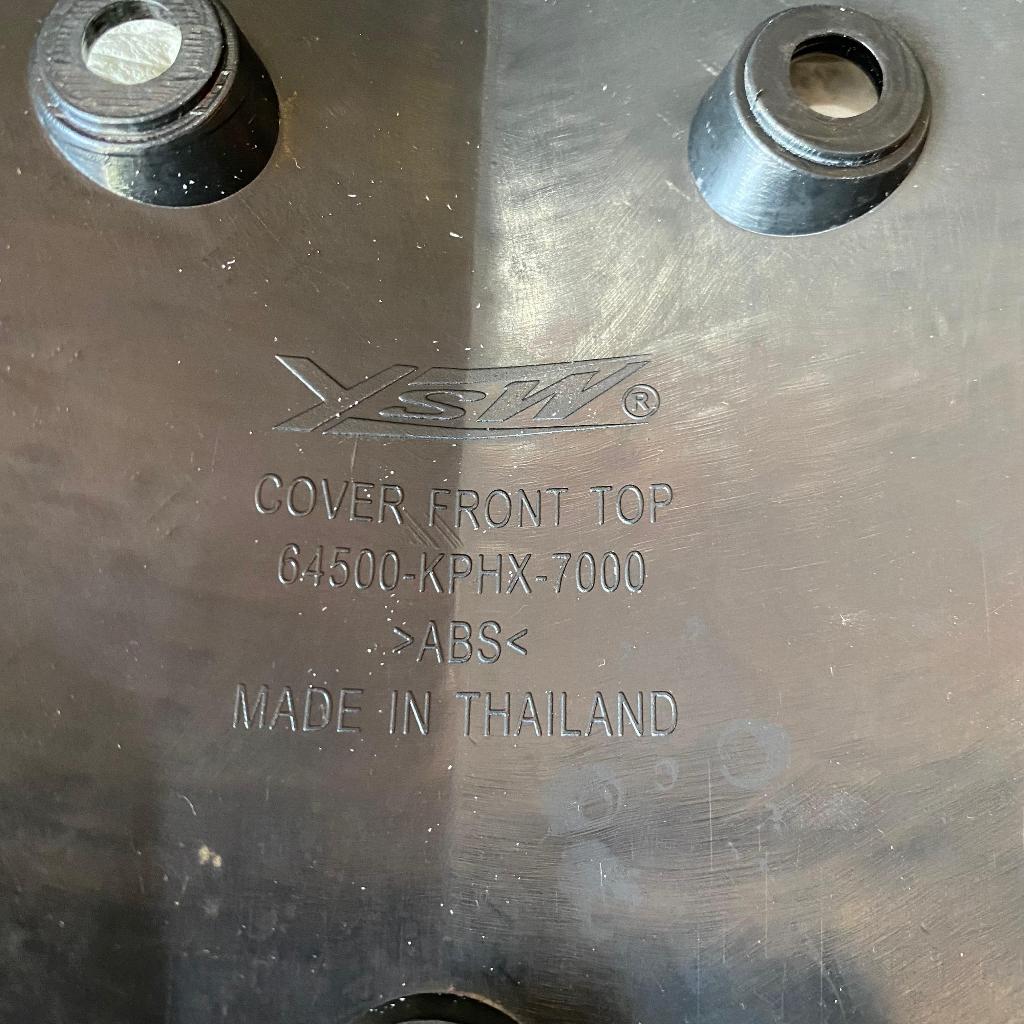 YSW®
COVER FRONT TOP
64500-KPHX-7000
>ABS<
MADE IN THAILAND